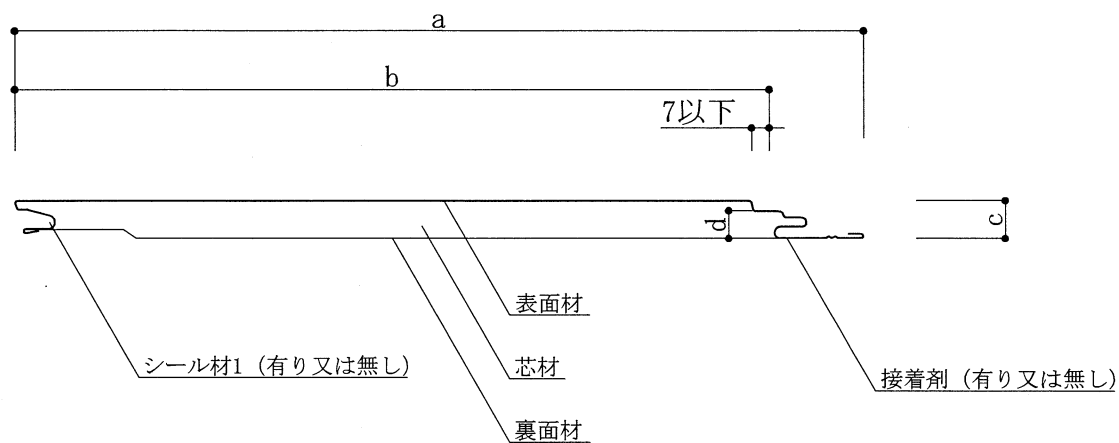 a
b
7以下
d
c
表面材
シール材1 (有り又は無し)
芯材
接着剤 (有り又は無し)
裏面材